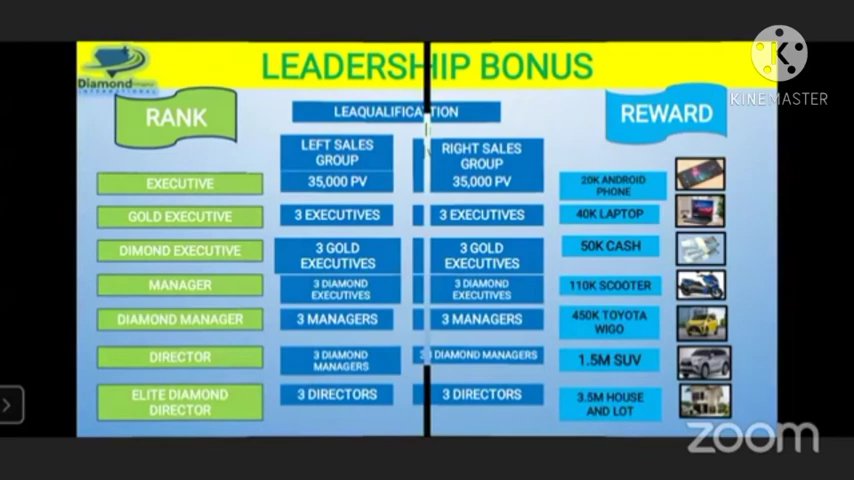 Diamond
INTERNATIONAL
LEADERSHIP BONUS
KINEMASTER
RANK
LEAQUALIFICATION
REWARD
LEFT SALES
GROUP
RIGHT SALES
GROUP
EXECUTIVE
35,000 PV
35,000 PV
20K ANDROID
PHONE
GOLD EXECUTIVE
3 EXECUTIVES
3 EXECUTIVES
40K LAPTOP
DIMOND EXECUTIVE
3 GOLD
EXECUTIVES
3 GOLD
EXECUTIVES
50K CASH
MANAGER
3 DIAMOND
EXECUTIVES
3 DIAMOND
EXECUTIVES
110K SCOOTER
DIAMOND MANAGER
3 MANAGERS
3 MANAGERS
450K TOYOTA
WIGO
DIRECTOR
3 DIAMOND
MANAGERS
3 DIAMOND MANAGERS
1.5M SUV
ELITE DIAMOND
DIRECTOR
3 DIRECTORS
3 DIRECTORS
3.5M HOUSE
AND LOT
zoom